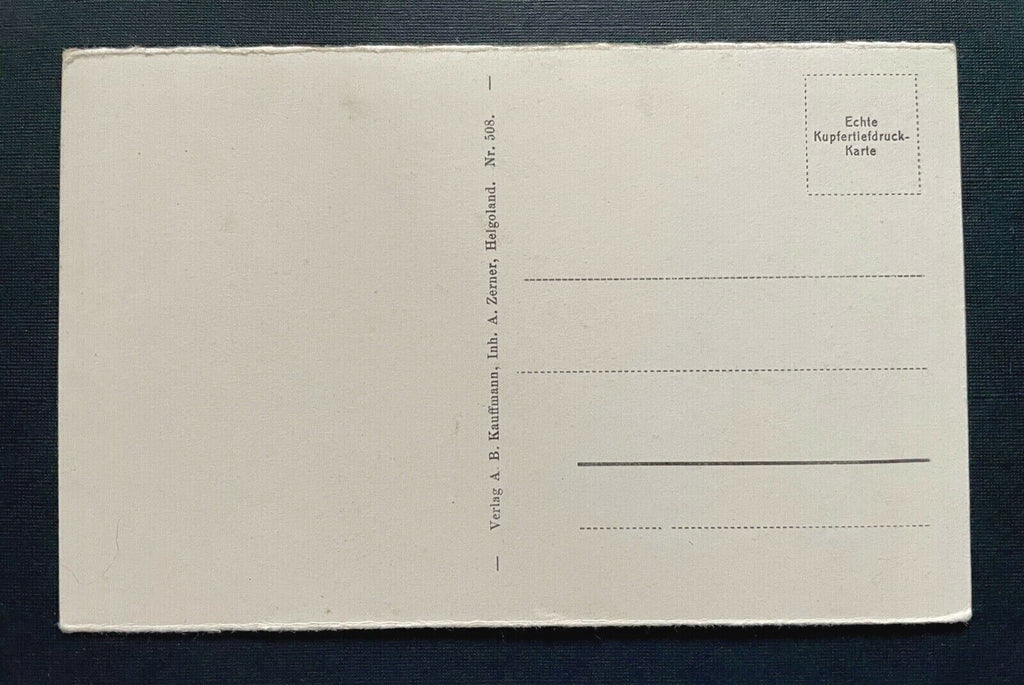 Verlag A. B. Kauffmann, Inh. A. Zerner, Helgoland. Nr. 508.
Echte
Kupfertiefdruck-
Karte